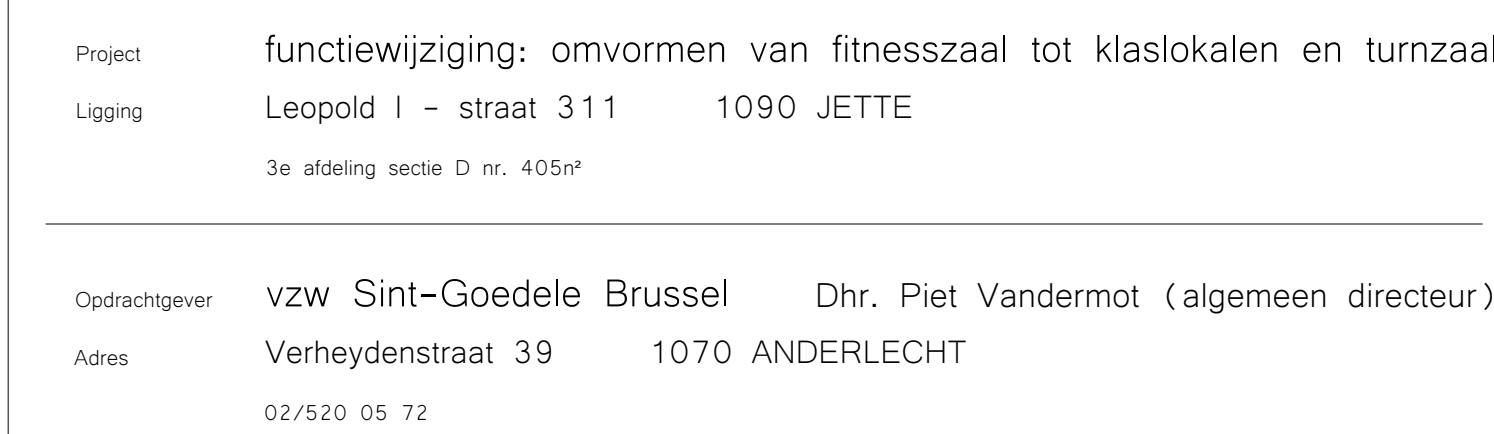 Project functiewijziging: omvormen van fitnesszaal tot klaslokalen en turnzaal
Ligging Leopold I - straat 311 1090 JETTE
3e afdeling sectie D nr. 405n²
Opdrachtgever vzw Sint-Goedele Brussel Dhr. Piet Vandermot (algemeen directeur)
Adres Verheydenstraat 39 1070 ANDERLECHT
02/520 05 72